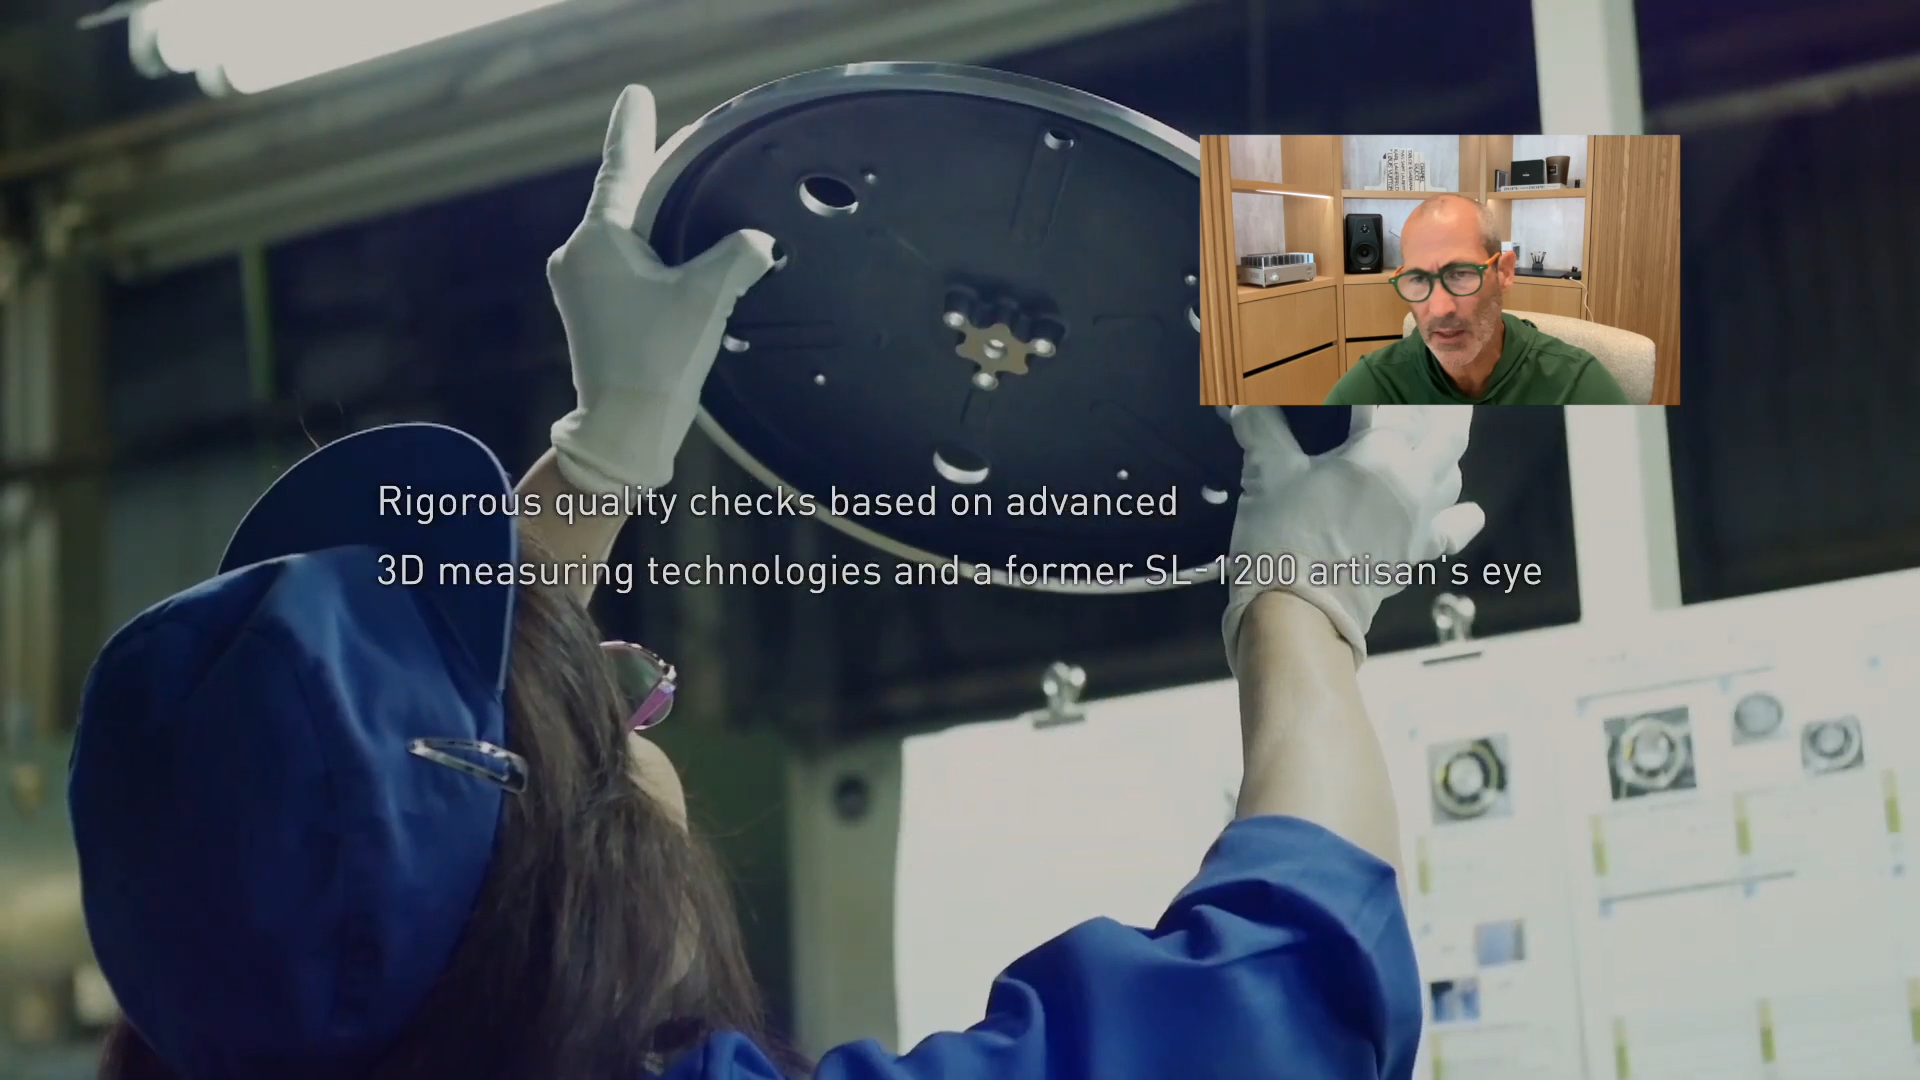 Rigorous quality checks based on advanced
3D measuring technologies and a former SL-1200 artisan's eye